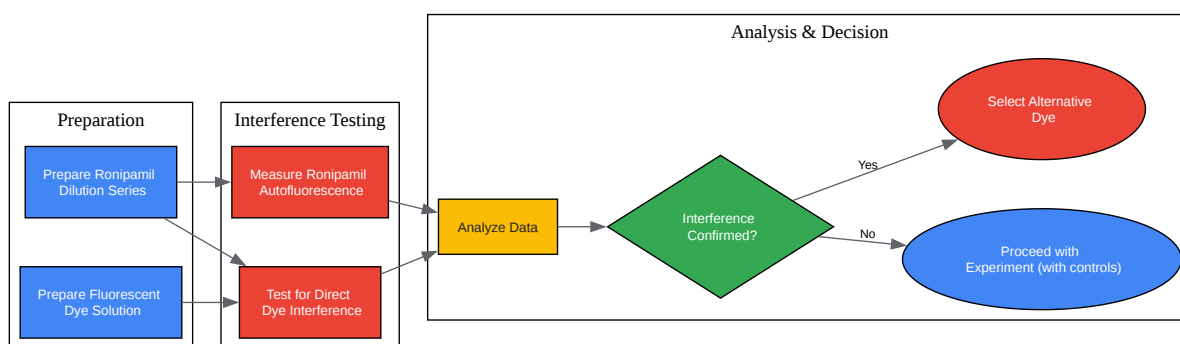 Preparation
Prepare Ronipamil
Dilution Series
Prepare Fluorescent
Dye Solution
Interference Testing
Measure Ronipamil
Autofluorescence
Test for Direct
Dye Interference
Analysis & Decision
Analyze Data
Interference
Confirmed?
Yes
Select Alternative
Dye
No
Proceed with
Experiment (with controls)